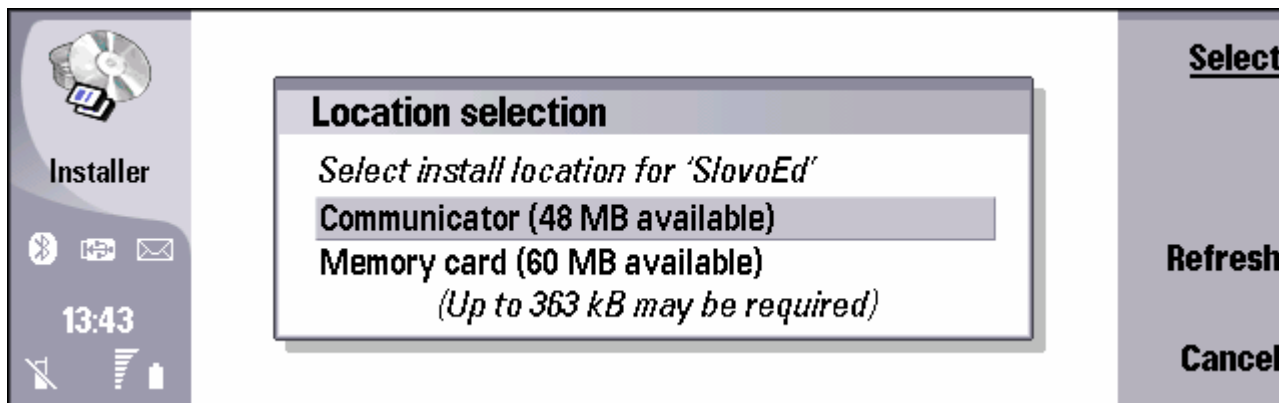 Installer
13:43
Location selection
Select install location for 'SlovoEd'
Communicator (48 MB available)
Memory card (60 MB available)
(Up to 363 kB may be required)
Select
Refresh
Cancel